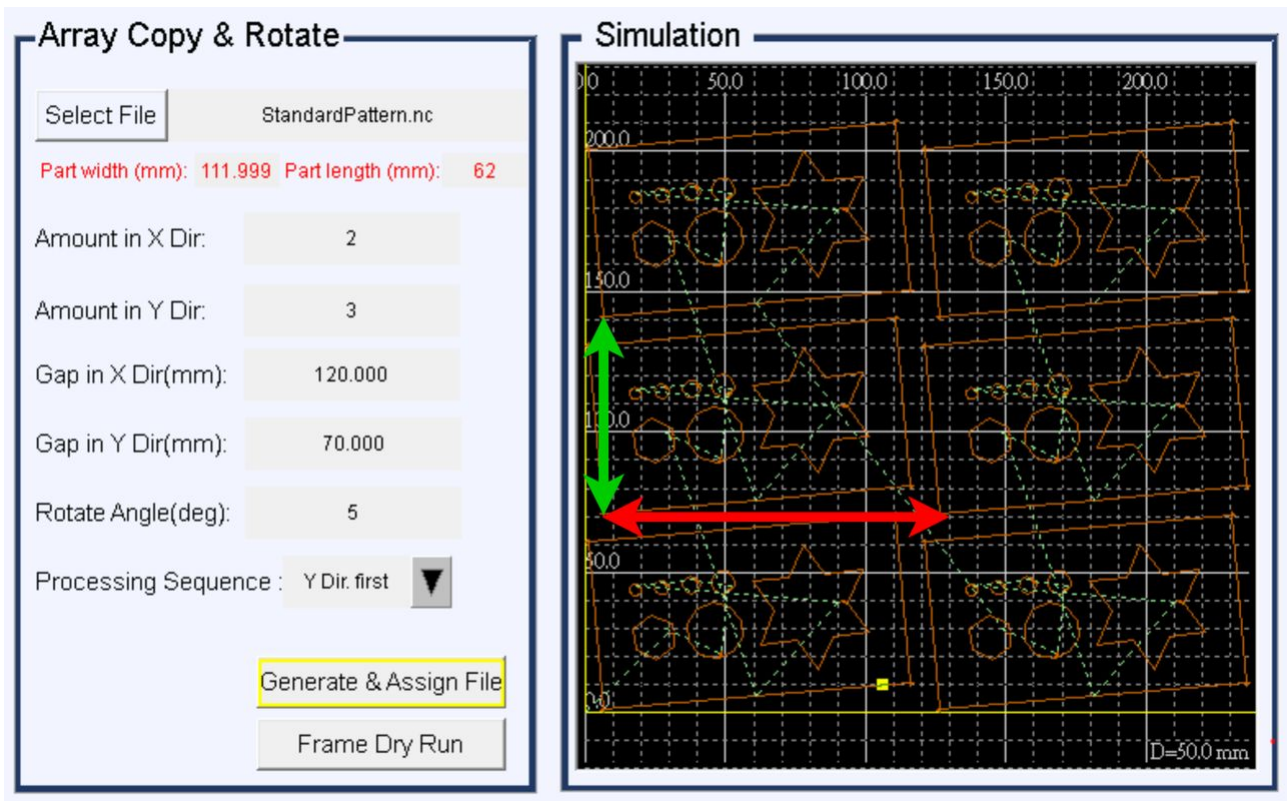 Array Copy & Rotate
Select File StandardPattern.nc
Part width (mm): 111.999 Part length (mm): 62
Amount in X Dir: 2
Amount in Y Dir: 3
Gap in X Dir(mm): 120.000
Gap in Y Dir(mm): 70.000
Rotate Angle(deg): 5
Processing Sequence : Y Dir. first
Generate & Assign File
Frame Dry Run
Simulation
50.0 100.0 150.0 200.0
200.0
150.0
50.0
D=50.0 mm